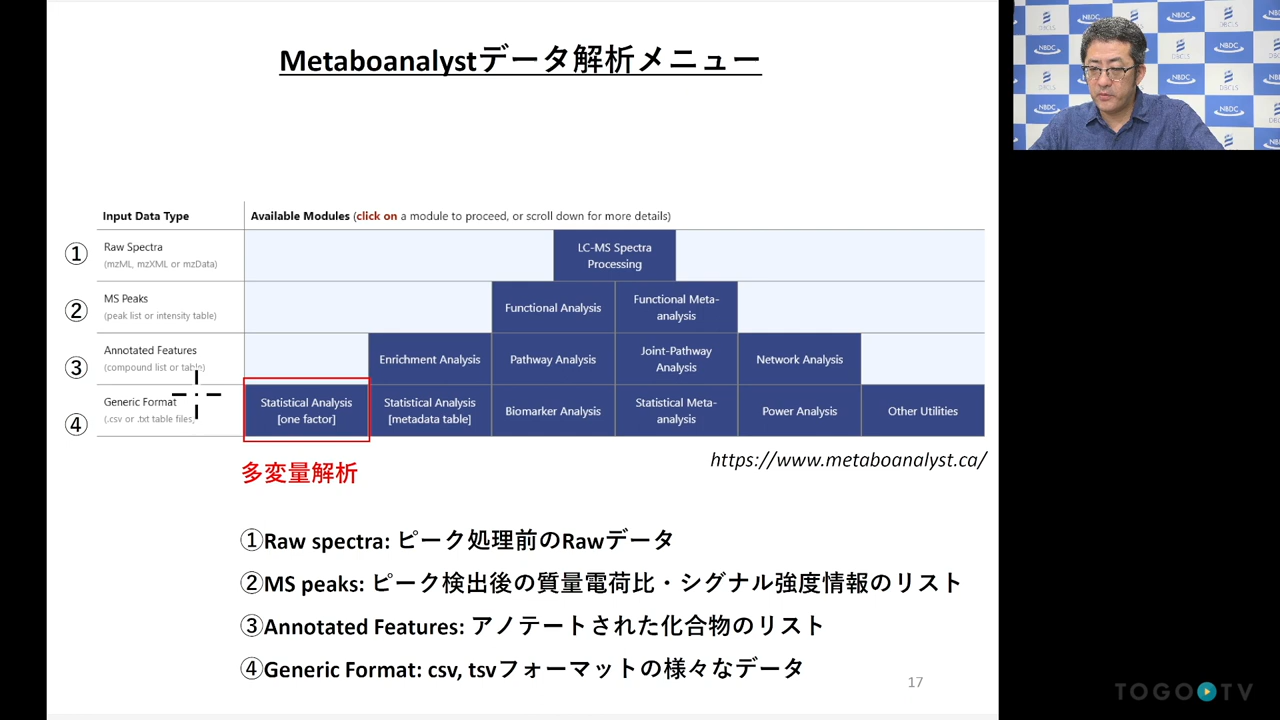 Metaboanalystデータ解析メニュー
Input Data Type
Available Modules (click on a module to proceed, or scroll down for more details)
①
Raw Spectra
(mzML, mzXML or mzData)
LC-MS Spectra
Processing
②
MS Peaks
(peak list or intensity table)
Functional Analysis
Functional Meta-
analysis
③
Annotated Features
(compound list or table)
Enrichment Analysis
Pathway Analysis
Joint-Pathway
Analysis
Network Analysis
④
Generic Format
(.csv or .txt table files)
Statistical Analysis
[one factor]
Statistical Analysis
[metadata table]
Biomarker Analysis
Statistical Meta-
analysis
Power Analysis
Other Utilities
多変量解析
https://www.metaboanalyst.ca/
①Raw spectra: ピーク処理前のRawデータ
②MS peaks: ピーク検出後の質量電荷比・シグナル強度情報のリスト
③Annotated Features: アノテートされた化合物のリスト
④Generic Format: csv, tsvフォーマットの様々なデータ
17
NBDC
DBCLS
TOGO TV